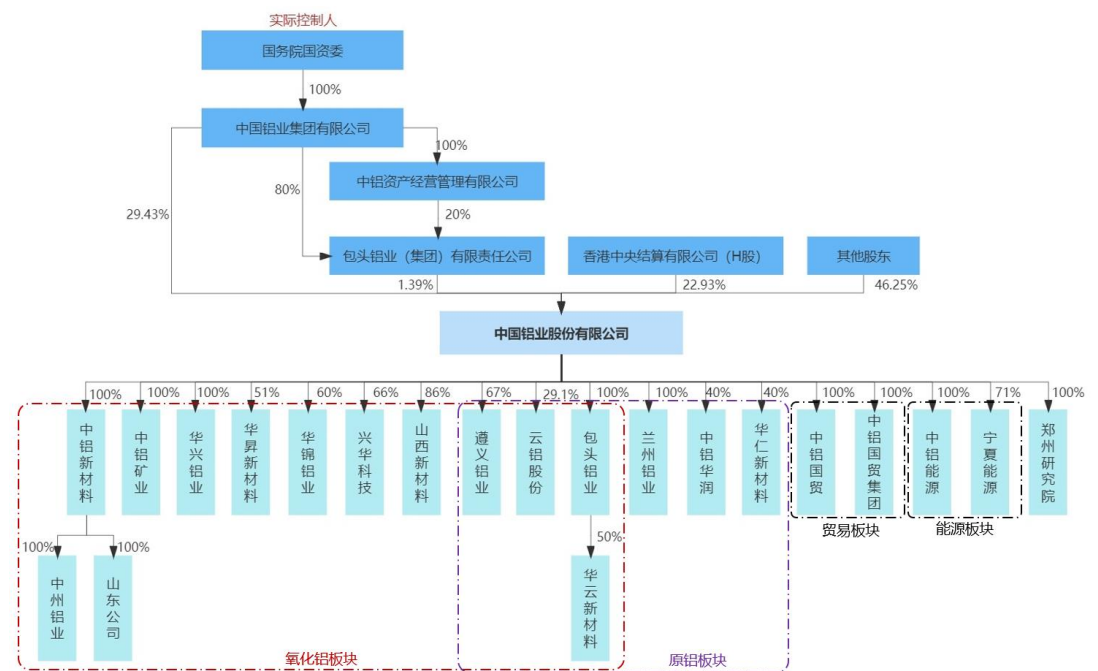 实际控制人
国务院国资委
100%
中国铝业集团有限公司
100%
中铝资产经营管理有限公司
80%
29.43%
20%
包头铝业（集团）有限责任公司
香港中央结算有限公司（H股）
其他股东
1.39%
22.93%
46.25%
中国铝业股份有限公司
100%
100%
100%
51%
60%
66%
86%
67%
29.1%
100%
100%
40%
40%
100%
100%
100%
71%
100%
中铝新材料
中铝矿业
华兴铝业
华昇新材料
华锦铝业
兴华科技
山西新材料
遵义铝业
云铝股份
包头铝业
兰州铝业
中铝华润
华仁新材料
中铝国贸
中铝国贸集团
中铝能源
宁夏能源
郑州研究院
贸易板块
能源板块
100%
100%
50%
中州铝业
山东公司
华云新材料
氧化铝板块
原铝板块